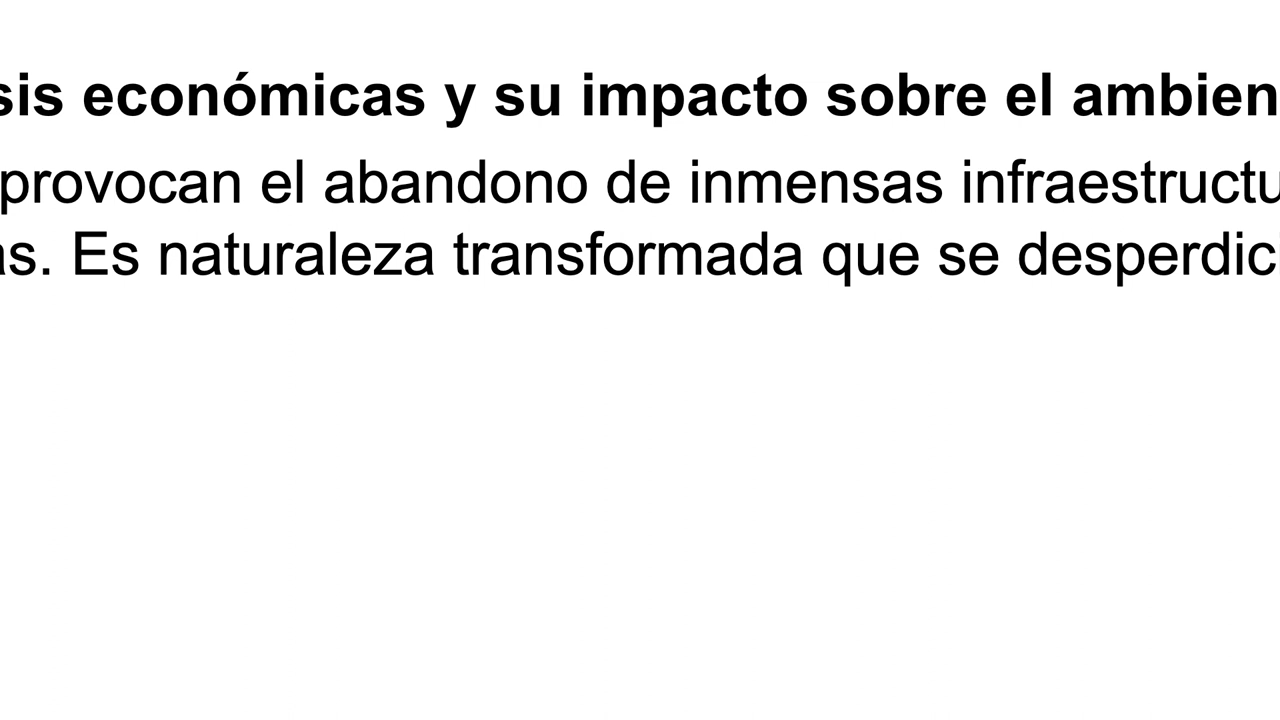 sis económicas y su impacto sobre el ambien
provocan el abandono de inmensas infraestructu
as. Es naturaleza transformada que se desperdici